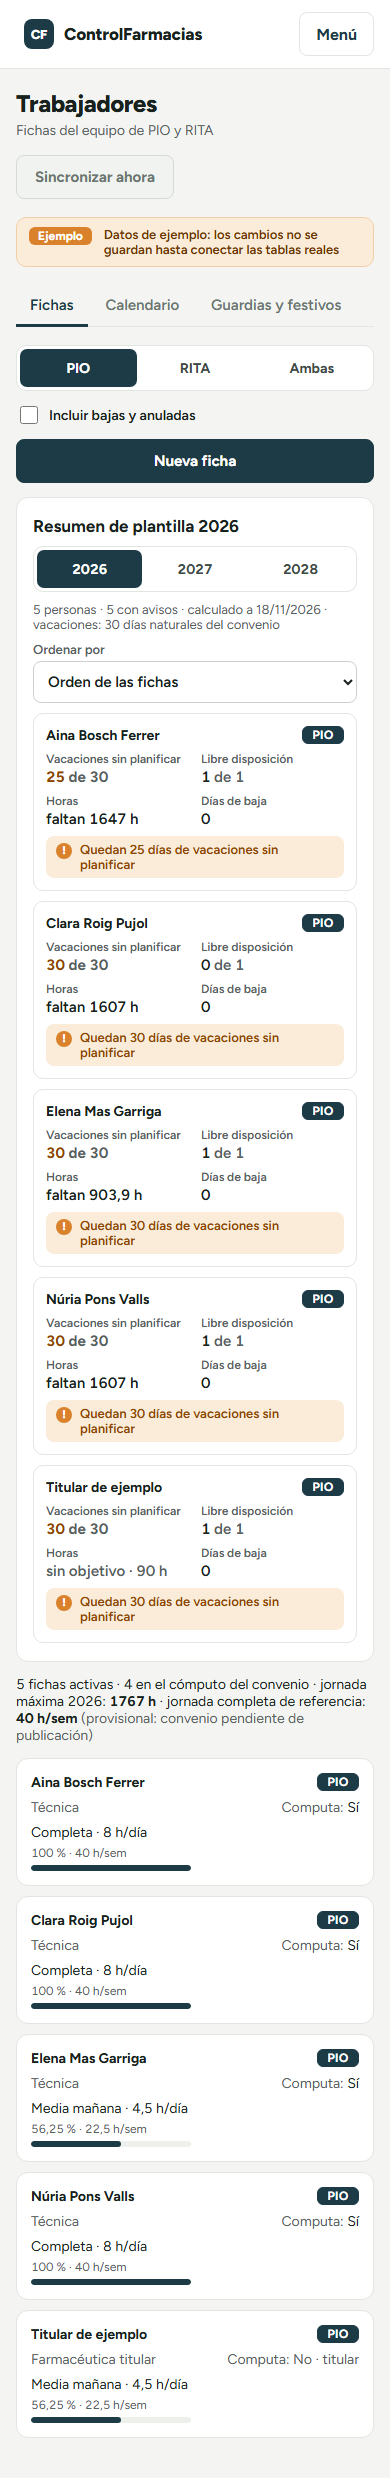 CF ControlFarmacias Menú
Trabajadores
Fichas del equipo de PIO y RITA
Sincronizar ahora
Ejemplo Datos de ejemplo: los cambios no se
guardan hasta conectar las tablas reales
Fichas Calendario Guardias y festivos
PIO RITA Ambas
Incluir bajas y anuladas
Nueva ficha
Resumen de plantilla 2026
2026 2027 2028
5 personas · 5 con avisos · calculado a 18/11/2026 ·
vacaciones: 30 días naturales del convenio
Ordenar por
Orden de las fichas
Aina Bosch Ferrer PIO
Vacaciones sin planificar Libre disposición
25 de 30 1 de 1
Horas Días de baja
faltan 1647 h 0
! Quedan 25 días de vacaciones sin
planificar
Clara Roig Pujol PIO
Vacaciones sin planificar Libre disposición
30 de 30 0 de 1
Horas Días de baja
faltan 1607 h 0
! Quedan 30 días de vacaciones sin
planificar
Elena Mas Garriga PIO
Vacaciones sin planificar Libre disposición
30 de 30 1 de 1
Horas Días de baja
faltan 903,9 h 0
! Quedan 30 días de vacaciones sin
planificar
Núria Pons Valls PIO
Vacaciones sin planificar Libre disposición
30 de 30 1 de 1
Horas Días de baja
faltan 1607 h 0
! Quedan 30 días de vacaciones sin
planificar
Titular de ejemplo PIO
Vacaciones sin planificar Libre disposición
30 de 30 1 de 1
Horas Días de baja
sin objetivo · 90 h 0
! Quedan 30 días de vacaciones sin
planificar
5 fichas activas · 4 en el cómputo del convenio · jornada
máxima 2026: 1767 h · jornada completa de referencia:
40 h/sem (provisional: convenio pendiente de
publicación)
Aina Bosch Ferrer PIO
Técnica Computa: Sí
Completa · 8 h/día
100 % · 40 h/sem
Clara Roig Pujol PIO
Técnica Computa: Sí
Completa · 8 h/día
100 % · 40 h/sem
Elena Mas Garriga PIO
Técnica Computa: Sí
Media mañana · 4,5 h/día
56,25 % · 22,5 h/sem
Núria Pons Valls PIO
Técnica Computa: Sí
Completa · 8 h/día
100 % · 40 h/sem
Titular de ejemplo PIO
Farmacéutica titular Computa: No · titular
Media mañana · 4,5 h/día
56,25 % · 22,5 h/sem